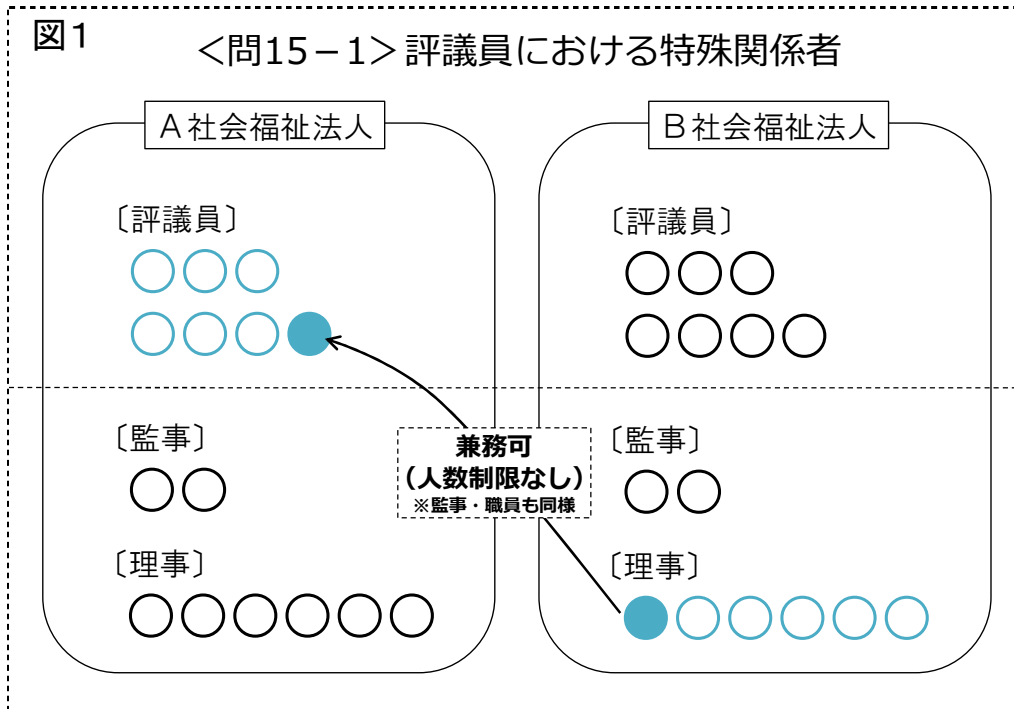 図1
＜問15－1＞評議員における特殊関係者
A社会福祉法人
B社会福祉法人
〔評議員〕
〔評議員〕
〔監事〕
兼務可
（人数制限なし）
※監事・職員も同様
〔監事〕
〔理事〕
〔理事〕